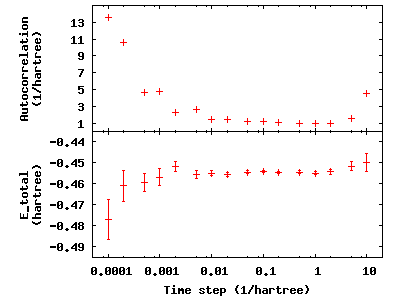 Autocorrelation
(1/hartree)
13
11
9
7
5
3
1
E_total
(hartree)
-0.44
-0.45
-0.46
-0.47
-0.48
-0.49
0.0001 0.001 0.01 0.1 1 10
Time step (1/hartree)